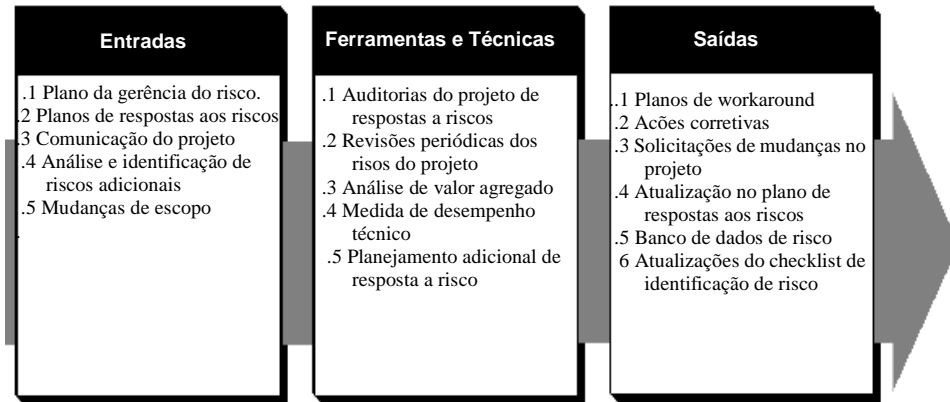 Entradas
.1 Plano da gerência do risco.
.2 Planos de respostas aos riscos
.3 Comunicação do projeto
.4 Análise e identificação de
riscos adicionais
.5 Mudanças de escopo
.
Ferramentas e Técnicas
.1 Auditorias do projeto de
respostas a riscos
.2 Revisões periódicas dos
risos do projeto
.3 Análise de valor agregado
.4 Medida de desempenho
técnico
.5 Planejamento adicional de
resposta a risco
Saídas
..1 Planos de workaround
.2 Acões corretivas
.3 Solicitações de mudanças no
projeto
.4 Atualização no plano de
respostas aos riscos
.5 Banco de dados de risco
6 Atualizações do checklist de
identificação de risco